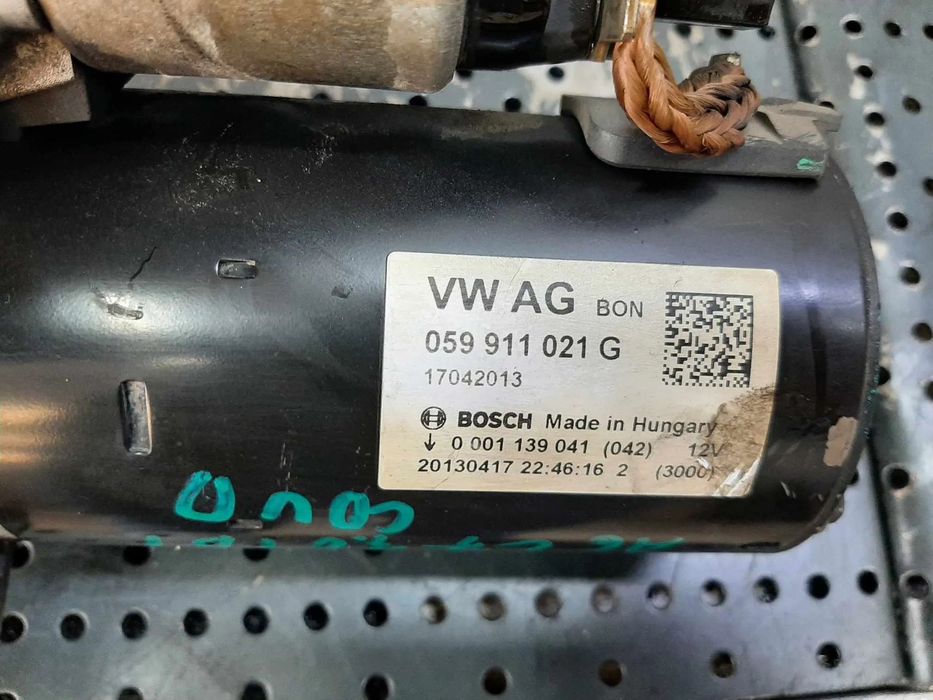 VW AG BON
059 911 021 G
17042013
BOSCH Made in Hungary
↓ 0 001 139 041 (042) 12V
20130417 22:46:16 2 (3000)